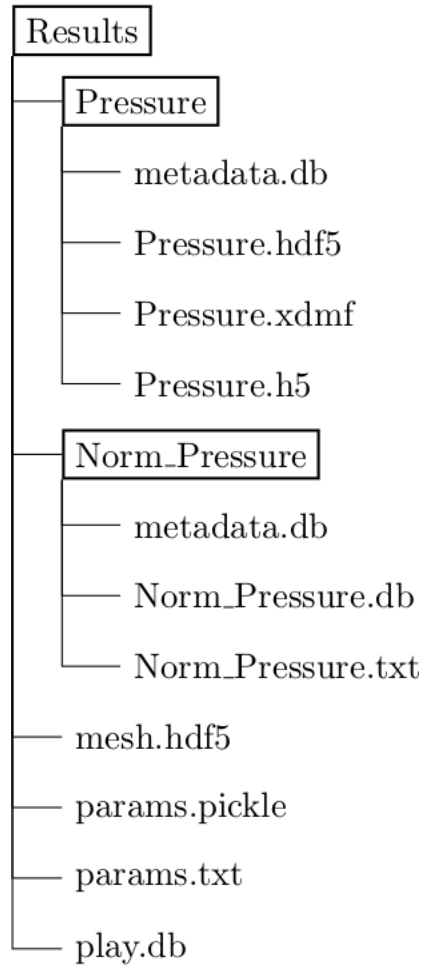 Results
Pressure
metadata.db
Pressure.hdf5
Pressure.xdmf
Pressure.h5
Norm_Pressure
metadata.db
Norm_Pressure.db
Norm_Pressure.txt
mesh.hdf5
params.pickle
params.txt
play.db